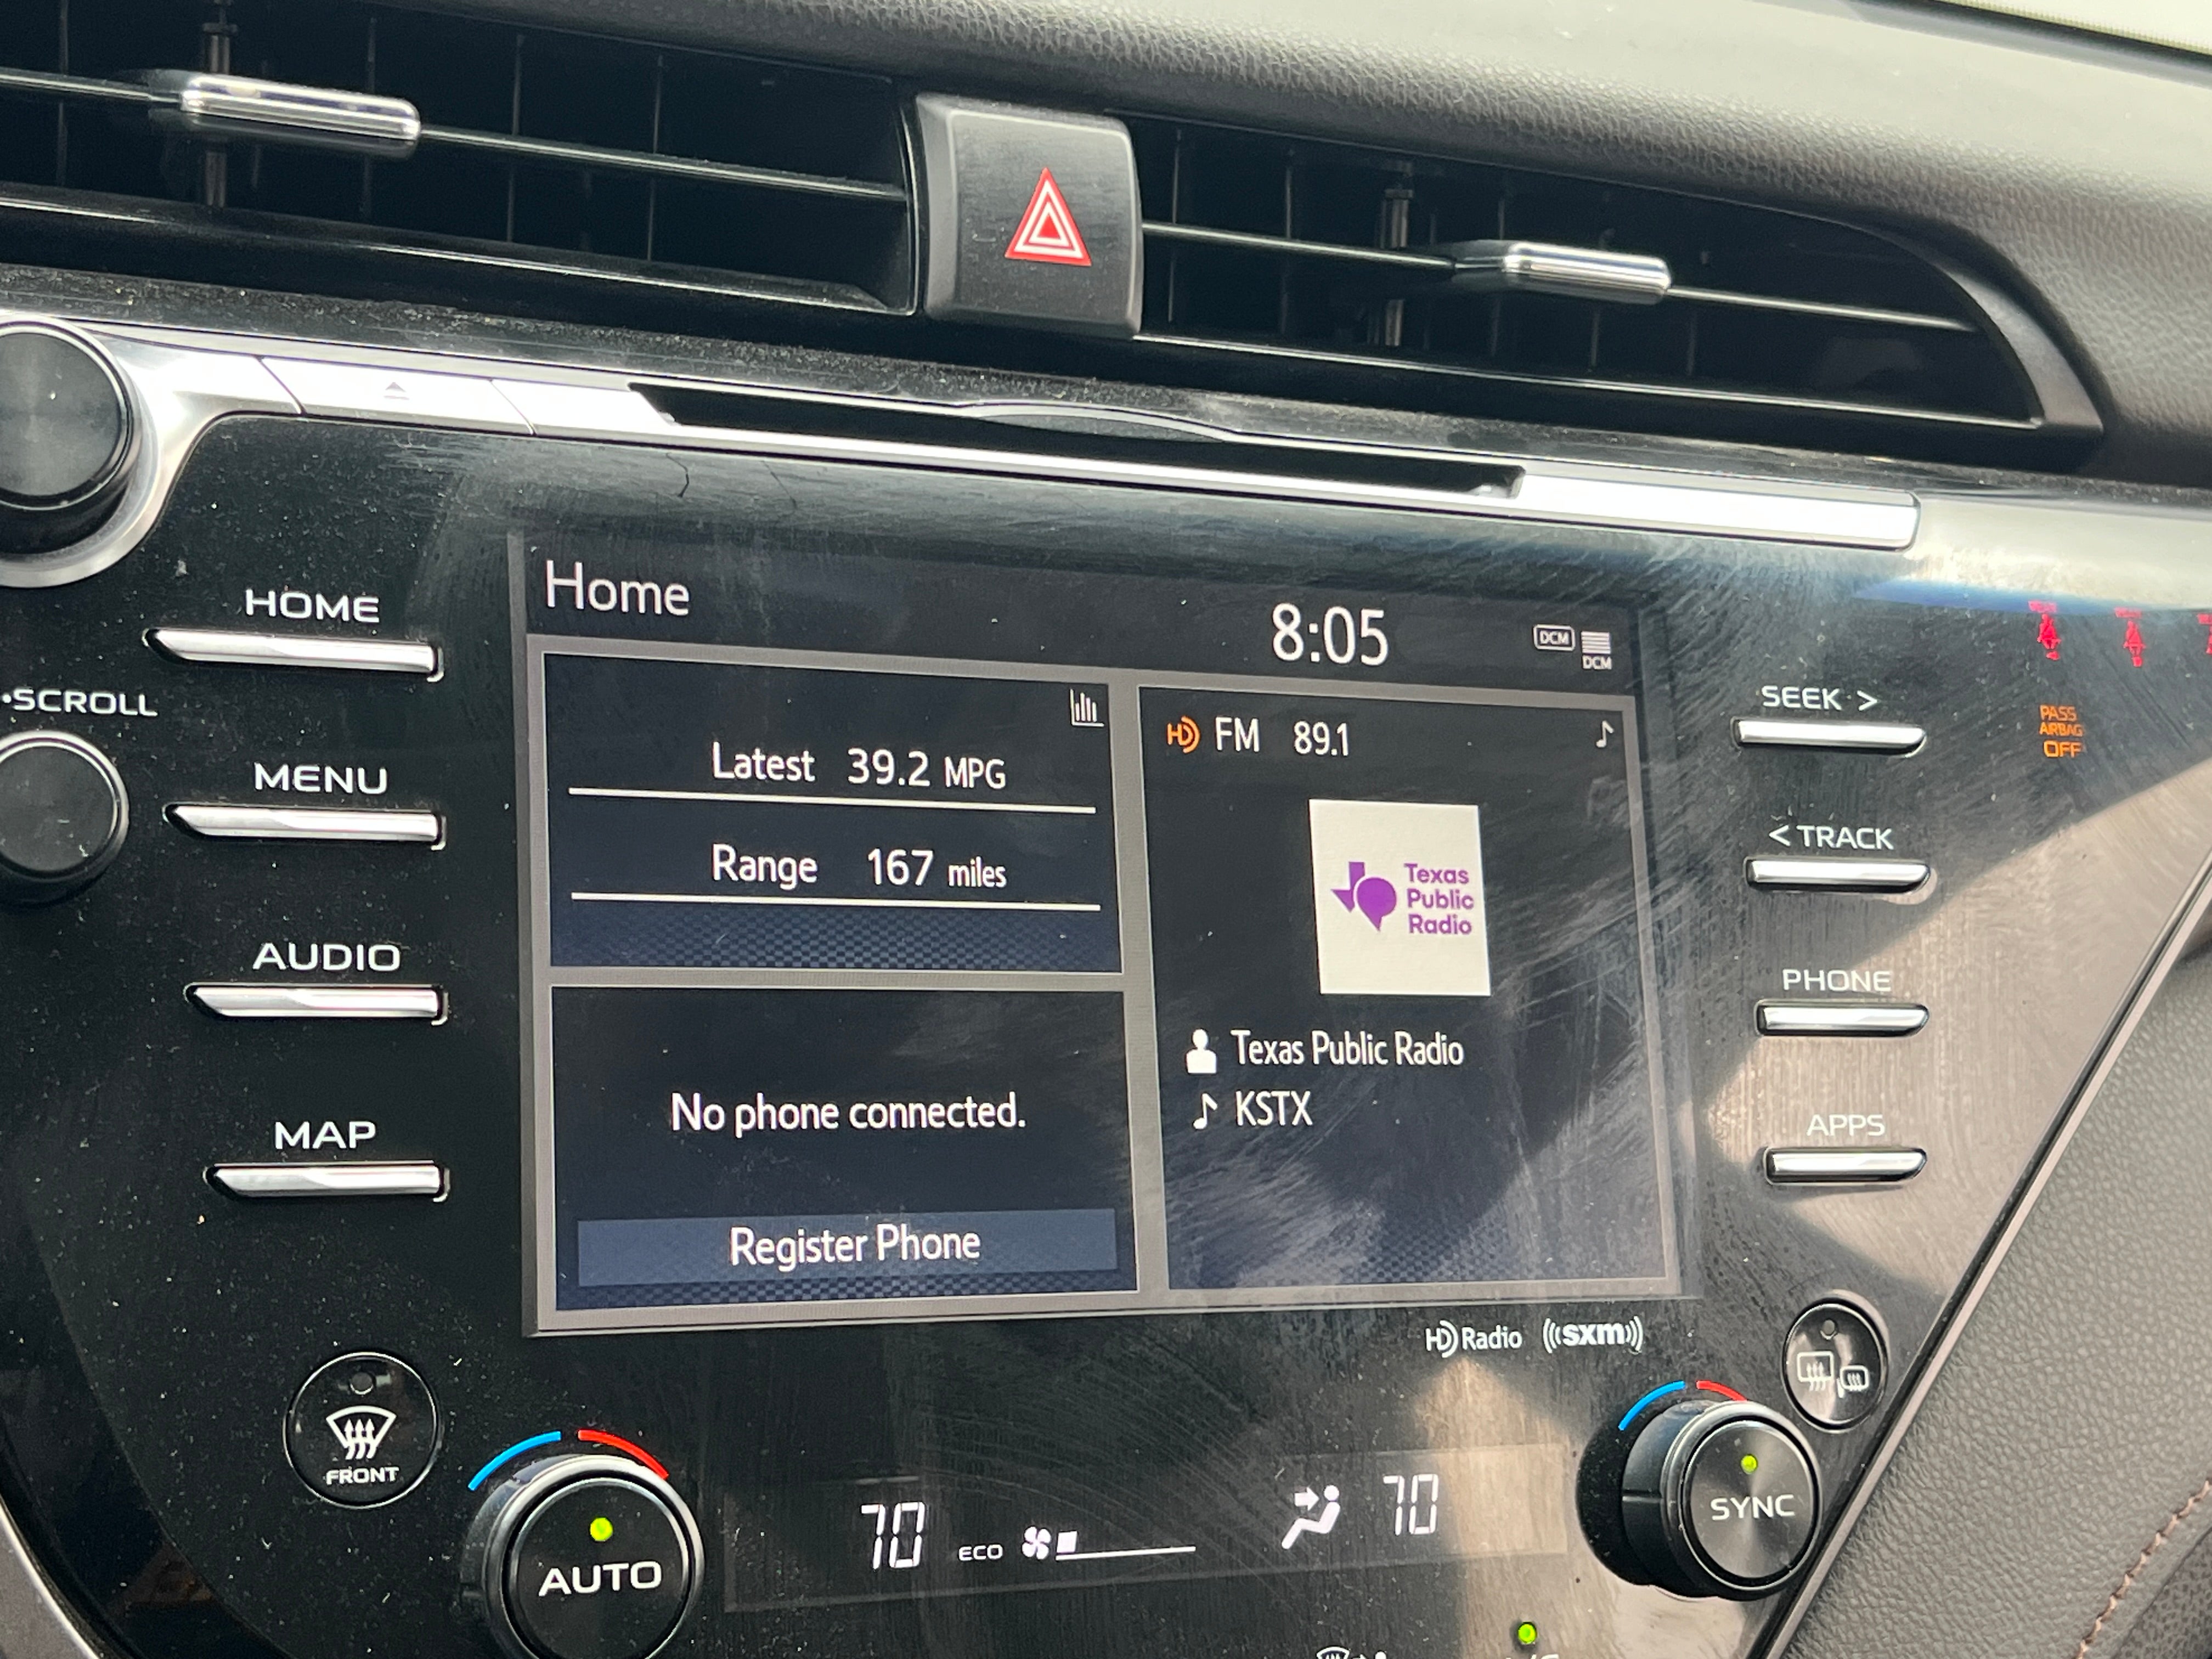 HOME
•SCROLL
MENU
AUDIO
MAP
FRONT
AUTO
Home
8:05
DCM
DCM
Latest 39.2 MPG
Range 167 miles
No phone connected.
Register Phone
HD FM 89.1
Texas
Public
Radio
Texas Public Radio
KSTX
HD Radio ((sxm))
SEEK >
< TRACK
PHONE
APPS
PASS
AIRBAG
OFF
70 ECO
70
SYNC